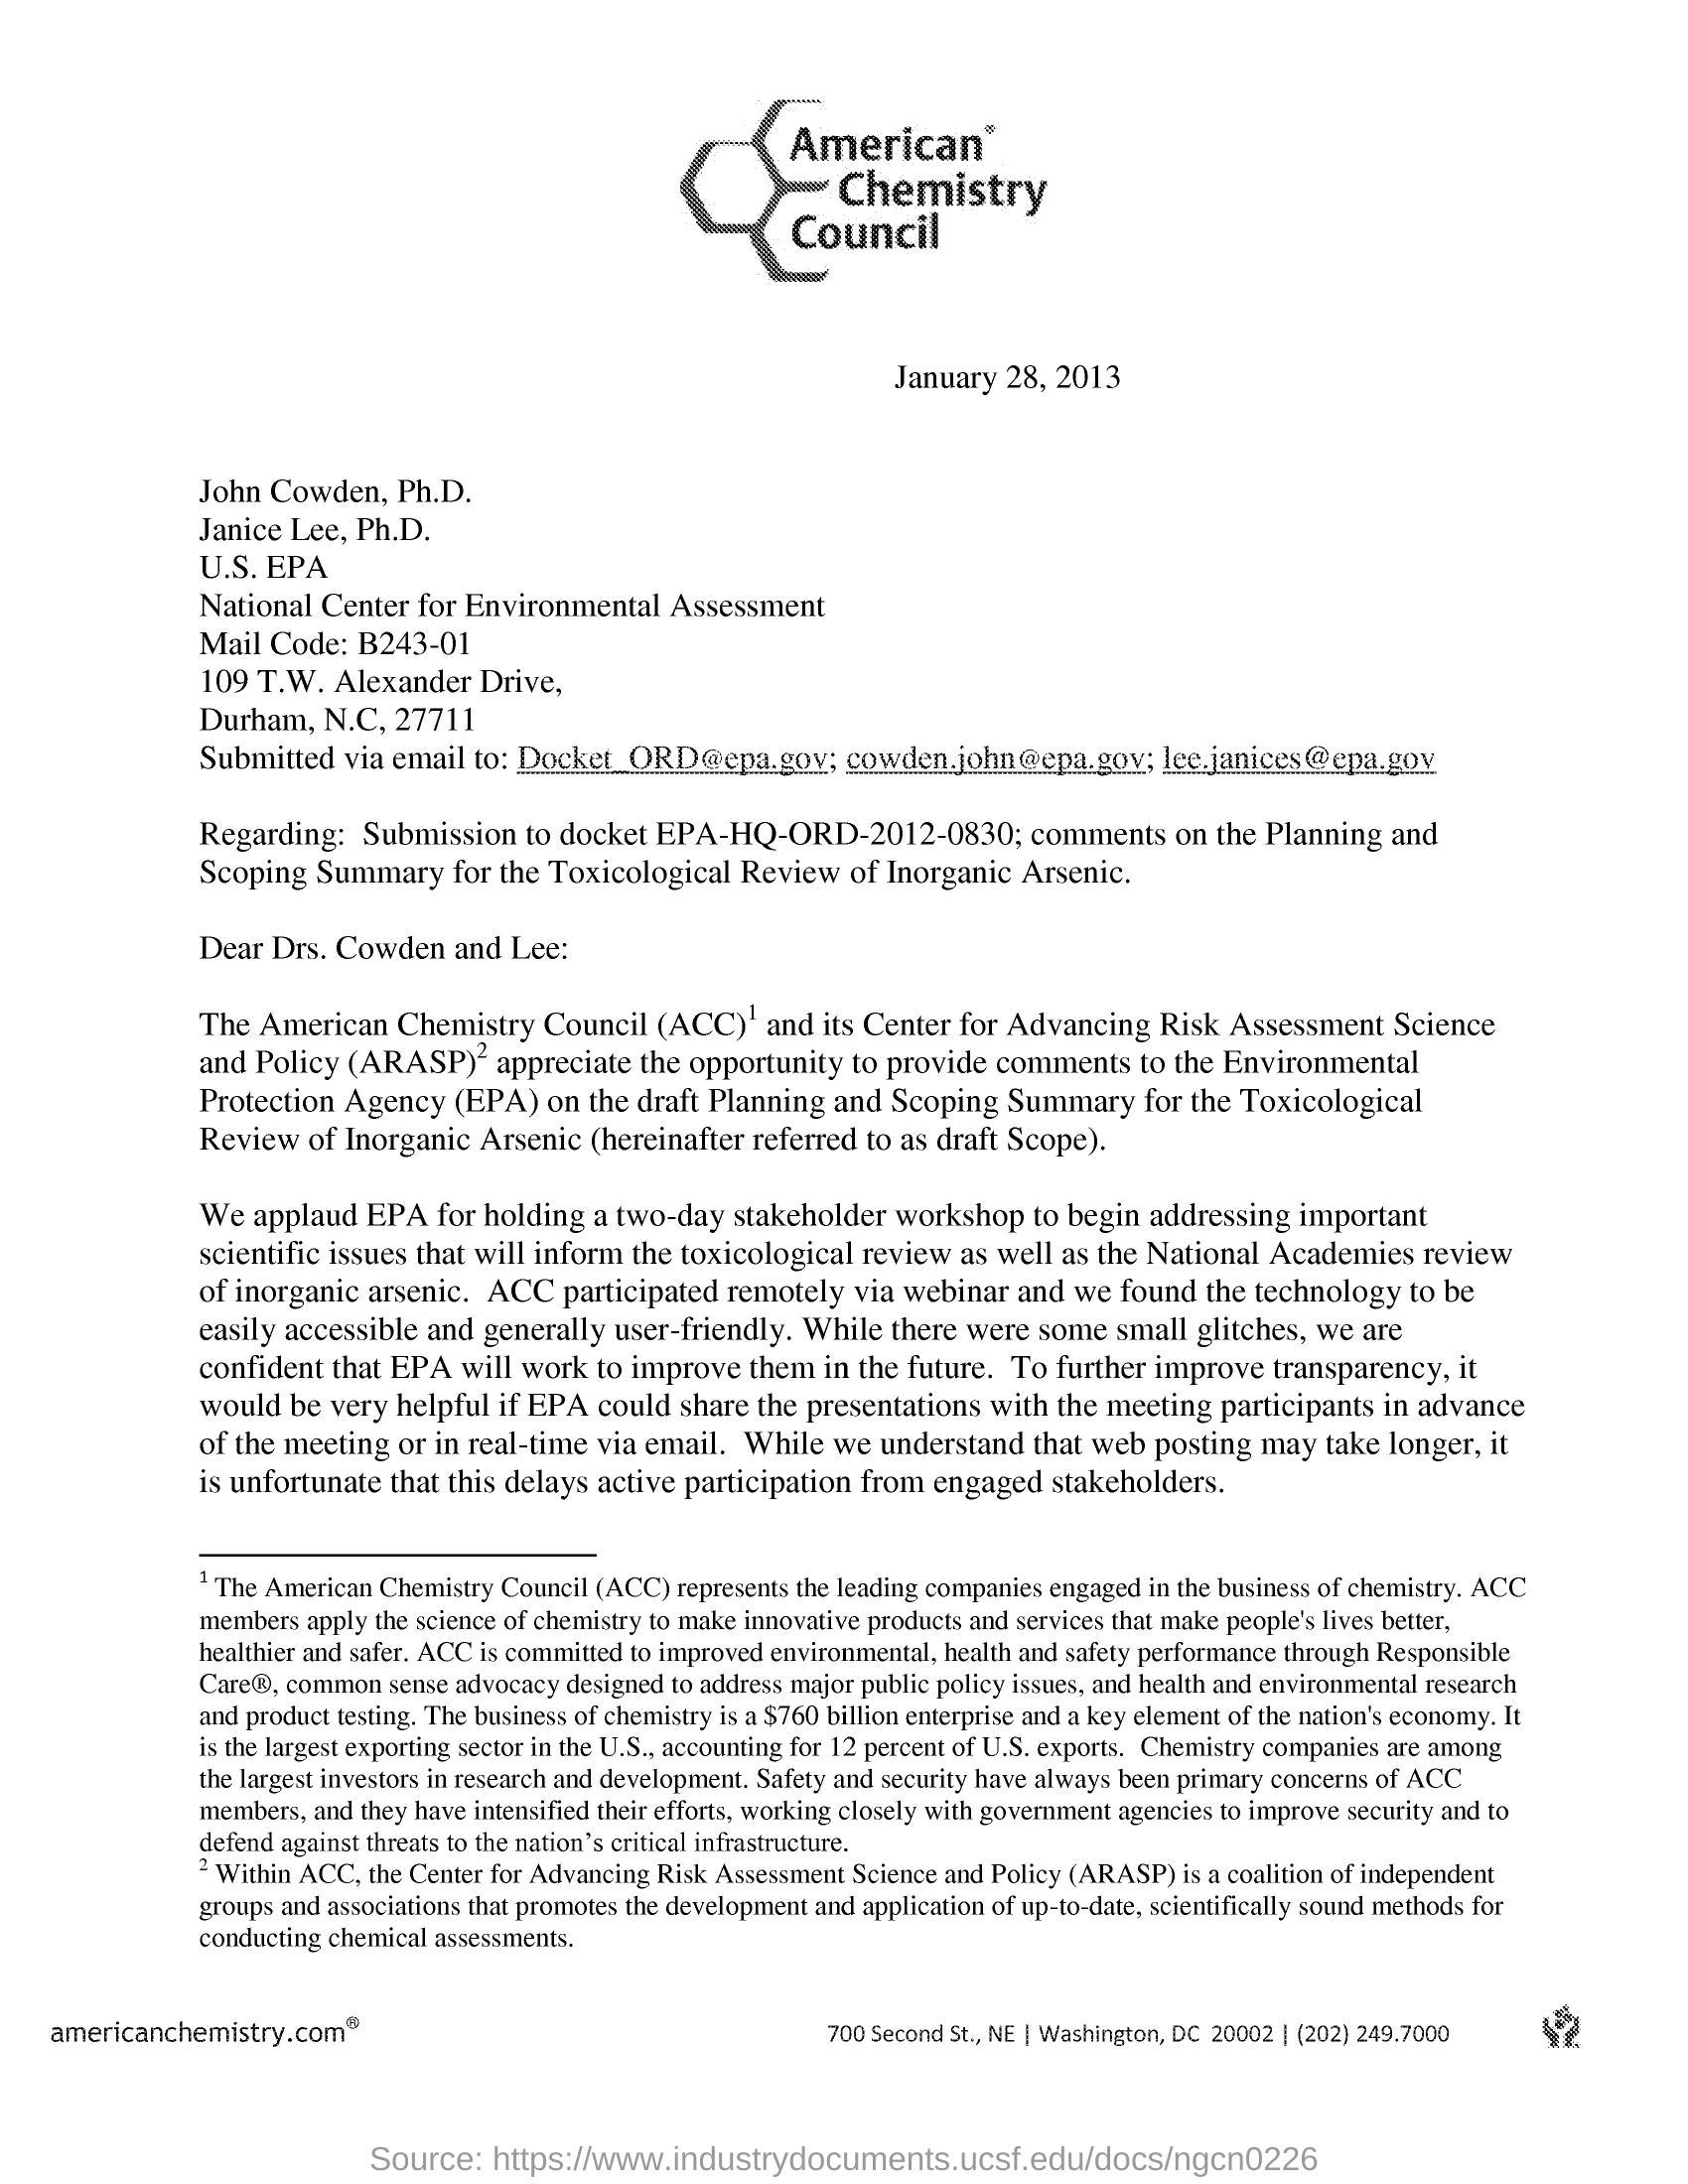 American®
Chemistry
Council
January 28, 2013
John Cowden, Ph.D.
Janice Lee, Ph.D.
U.S. EPA
National Center for Environmental Assessment
Mail Code: B243-01
109 T.W. Alexander Drive,
Durham, N.C, 27711
Submitted via email to: Docket_ORD@epa.gov; cowden.john@epa.gov; lee.janices@epa.gov
Regarding:  Submission to docket EPA-HQ-ORD-2012-0830; comments on the Planning and
Scoping Summary for the Toxicological Review of Inorganic Arsenic.
Dear Drs. Cowden and Lee:
The American Chemistry Council (ACC)¹ and its Center for Advancing Risk Assessment Science
and Policy (ARASP)² appreciate the opportunity to provide comments to the Environmental
Protection Agency (EPA) on the draft Planning and Scoping Summary for the Toxicological
Review of Inorganic Arsenic (hereinafter referred to as draft Scope).
We applaud EPA for holding a two-day stakeholder workshop to begin addressing important
scientific issues that will inform the toxicological review as well as the National Academies review
of inorganic arsenic.  ACC participated remotely via webinar and we found the technology to be
easily accessible and generally user-friendly. While there were some small glitches, we are
confident that EPA will work to improve them in the future.  To further improve transparency, it
would be very helpful if EPA could share the presentations with the meeting participants in advance
of the meeting or in real-time via email.  While we understand that web posting may take longer, it
is unfortunate that this delays active participation from engaged stakeholders.
¹ The American Chemistry Council (ACC) represents the leading companies engaged in the business of chemistry. ACC
members apply the science of chemistry to make innovative products and services that make people's lives better,
healthier and safer. ACC is committed to improved environmental, health and safety performance through Responsible
Care®, common sense advocacy designed to address major public policy issues, and health and environmental research
and product testing. The business of chemistry is a $760 billion enterprise and a key element of the nation's economy. It
is the largest exporting sector in the U.S., accounting for 12 percent of U.S. exports.  Chemistry companies are among
the largest investors in research and development. Safety and security have always been primary concerns of ACC
members, and they have intensified their efforts, working closely with government agencies to improve security and to
defend against threats to the nation’s critical infrastructure.
² Within ACC, the Center for Advancing Risk Assessment Science and Policy (ARASP) is a coalition of independent
groups and associations that promotes the development and application of up-to-date, scientifically sound methods for
conducting chemical assessments.
americanchemistry.com®
700 Second St., NE | Washington, DC  20002 | (202) 249.7000
Source: https://www.industrydocuments.ucsf.edu/docs/ngcn0226